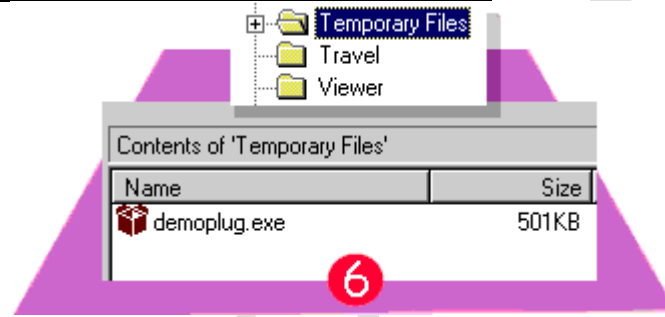 Temporary Files
Travel
Viewer
Contents of 'Temporary Files'
Name Size
demoplug.exe 501KB
6